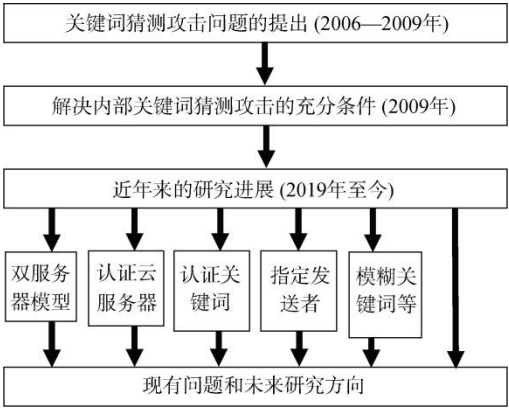 关键词猜测攻击问题的提出 (2006—2009年)
解决内部关键词猜测攻击的充分条件 (2009年)
近年来的研究进展 (2019年至今)
双服务
器模型
认证云
服务器
认证关
键词
指定发
送者
模糊关
键词等
现有问题和未来研究方向